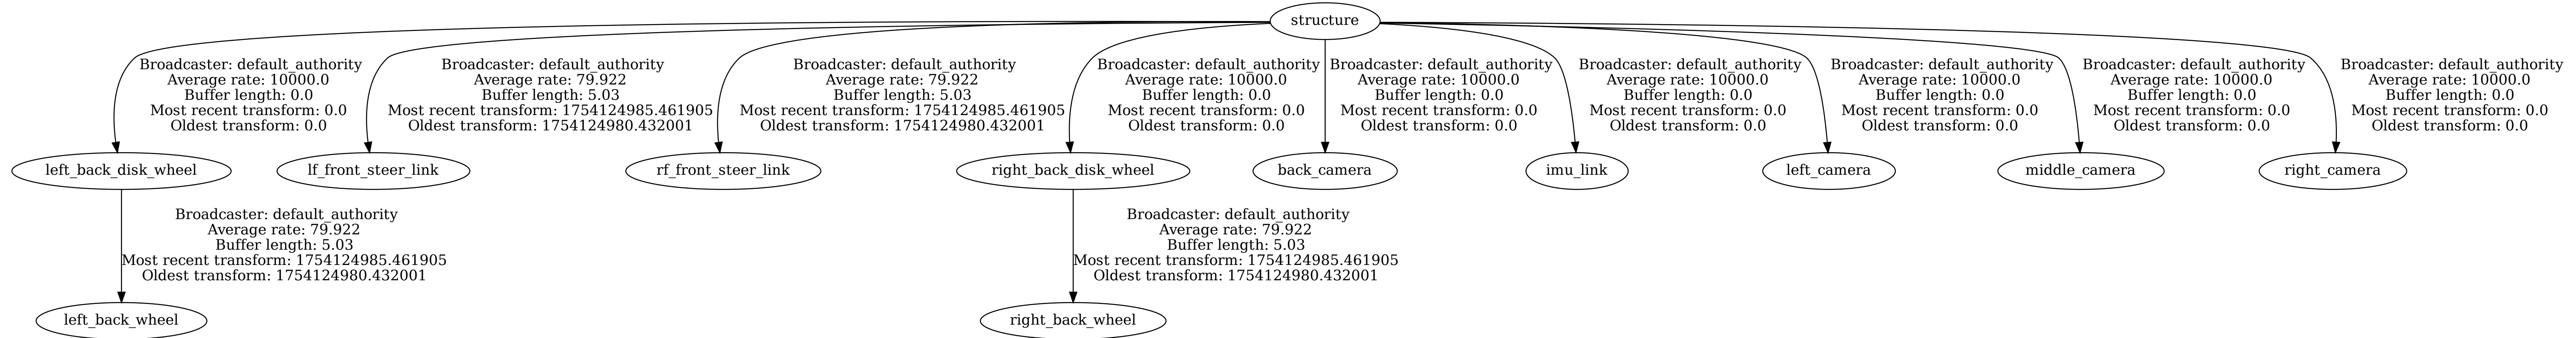 structure
Broadcaster: default_authority
Average rate: 10000.0
Buffer length: 0.0
Most recent transform: 0.0
Oldest transform: 0.0
Broadcaster: default_authority
Average rate: 79.922
Buffer length: 5.03
Most recent transform: 1754124985.461905
Oldest transform: 1754124980.432001
Broadcaster: default_authority
Average rate: 79.922
Buffer length: 5.03
Most recent transform: 1754124985.461905
Oldest transform: 1754124980.432001
Broadcaster: default_authority
Average rate: 10000.0
Buffer length: 0.0
Most recent transform: 0.0
Oldest transform: 0.0
Broadcaster: default_authority
Average rate: 10000.0
Buffer length: 0.0
Most recent transform: 0.0
Oldest transform: 0.0
Broadcaster: default_authority
Average rate: 10000.0
Buffer length: 0.0
Most recent transform: 0.0
Oldest transform: 0.0
Broadcaster: default_authority
Average rate: 10000.0
Buffer length: 0.0
Most recent transform: 0.0
Oldest transform: 0.0
Broadcaster: default_authority
Average rate: 10000.0
Buffer length: 0.0
Most recent transform: 0.0
Oldest transform: 0.0
Broadcaster: default_authority
Average rate: 10000.0
Buffer length: 0.0
Most recent transform: 0.0
Oldest transform: 0.0
left_back_disk_wheel
lf_front_steer_link
rf_front_steer_link
right_back_disk_wheel
back_camera
imu_link
left_camera
middle_camera
right_camera
Broadcaster: default_authority
Average rate: 79.922
Buffer length: 5.03
Most recent transform: 1754124985.461905
Oldest transform: 1754124980.432001
Broadcaster: default_authority
Average rate: 79.922
Buffer length: 5.03
Most recent transform: 1754124985.461905
Oldest transform: 1754124980.432001
left_back_wheel
right_back_wheel